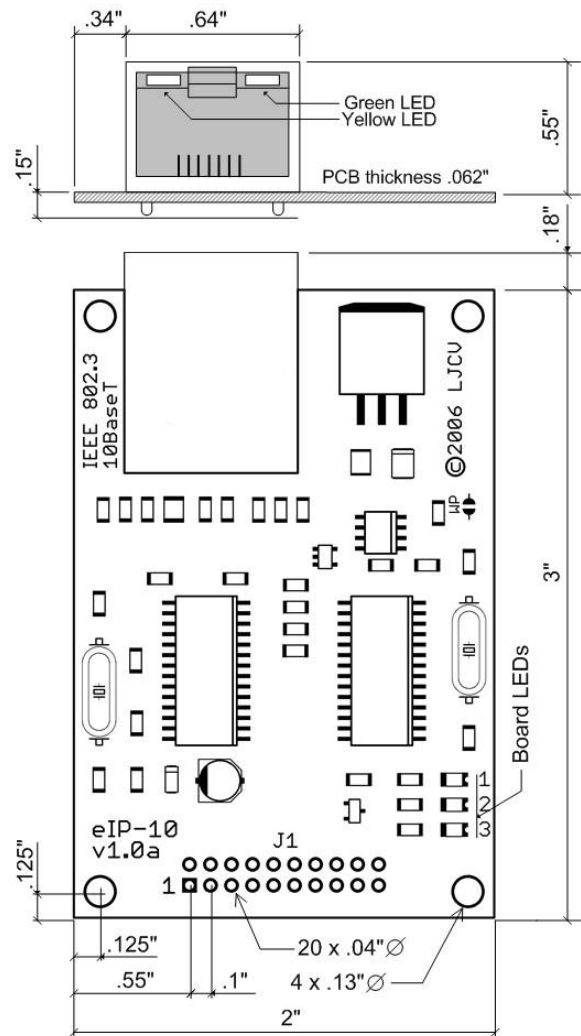 .34"
.64"
Green LED
Yellow LED
.55"
.15"
PCB thickness .062"
.18"
IEEE 802.3
10BaseT
©2006 LJCV
WP
3"
Board LEDs
1
2
3
eIP-10
v1.0a
J1
1
.125"
.125"
20 x .04"∅
.55"
.1"
4 x .13"∅
2"